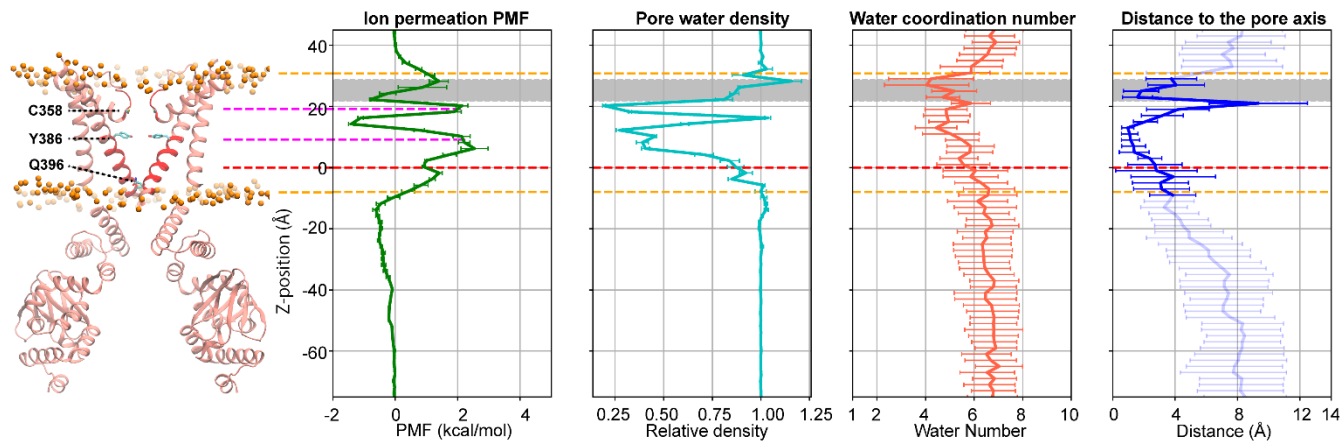 Ion permeation PMF
Pore water density
Water coordination number
Distance to the pore axis
C358
Y386
Q396
Z-position (Å)
40
20
0
-20
-40
-60
-2 0 2 4
PMF (kcal/mol)
0.25 0.50 0.75 1.00 1.25
Relative density
1 2 4 6 8 10
Water Number
0 4 8 12 14
Distance (Å)